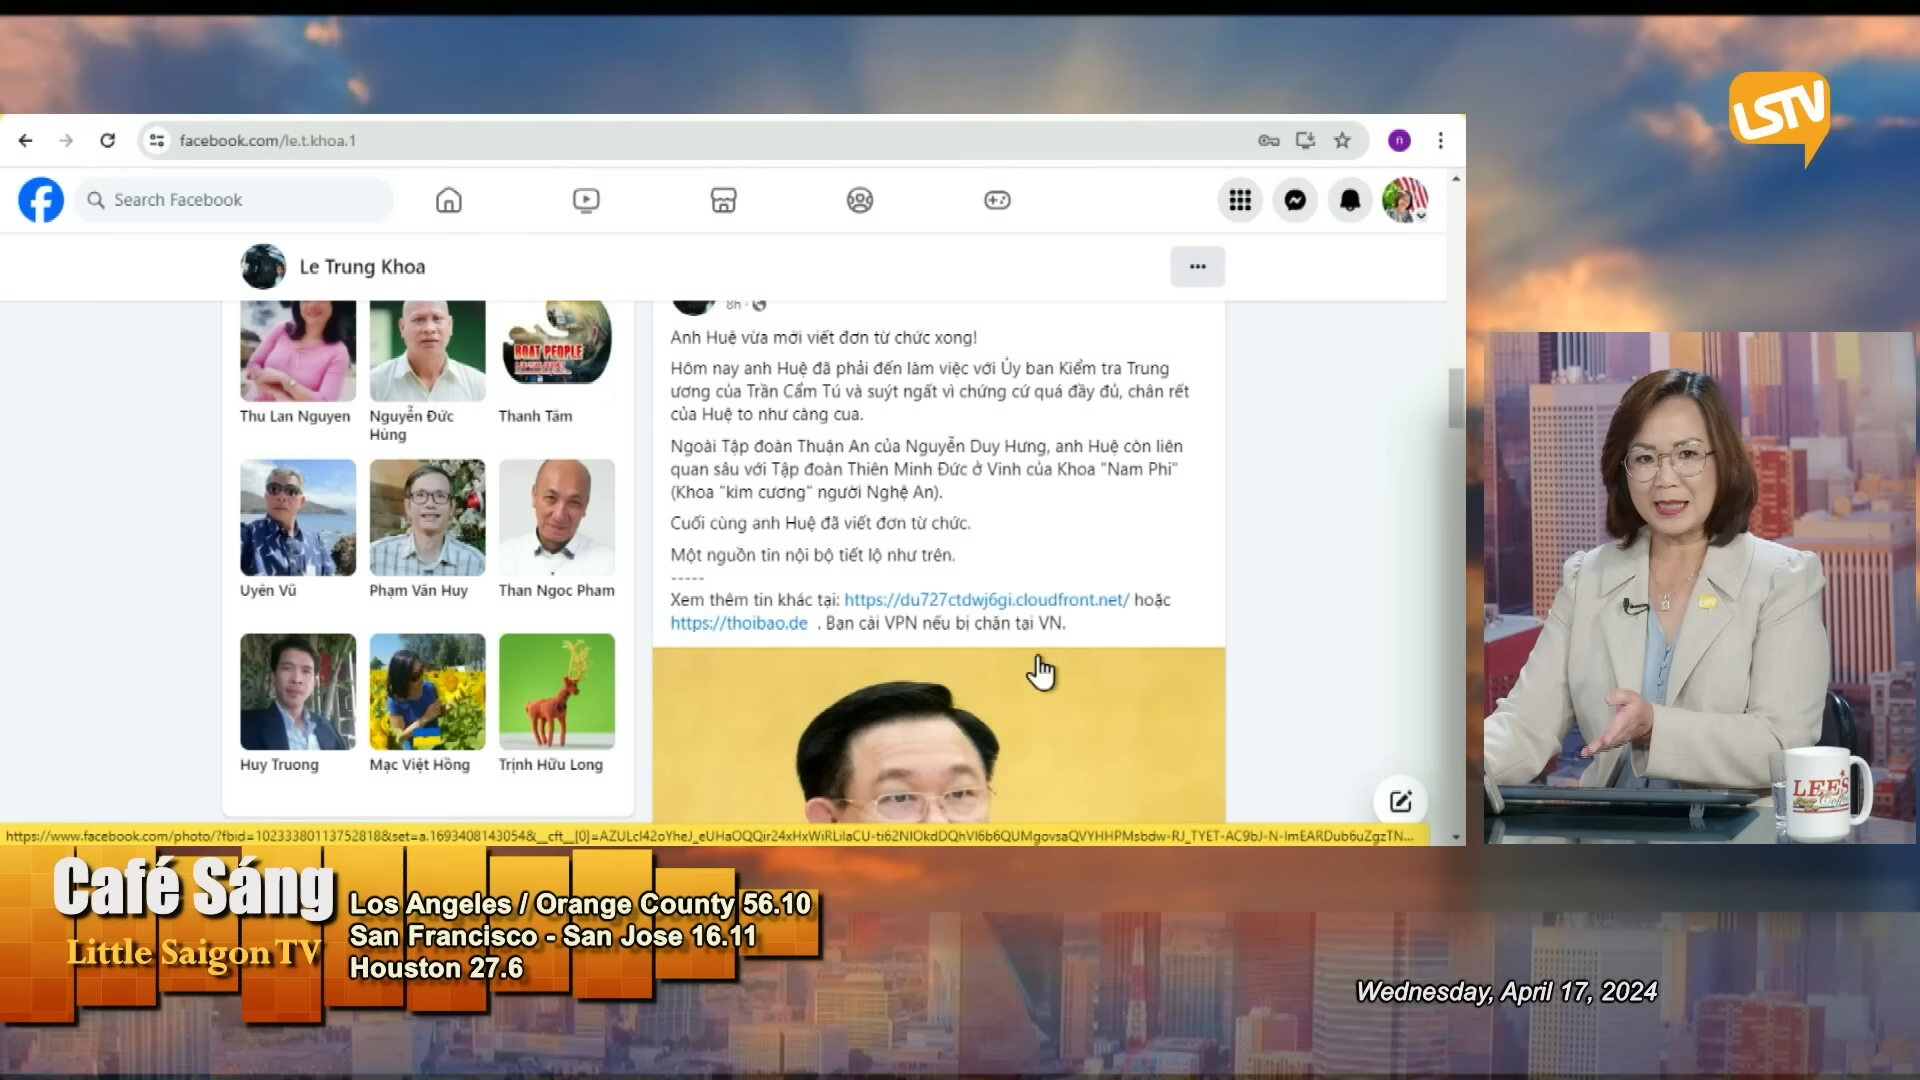 LSTV
facebook.com/le.t.khoa.1
Search Facebook
Le Trung Khoa
8h
Anh Huệ vừa mới viết đơn từ chức xong!
Hôm nay anh Huệ đã phải đến làm việc với Ủy ban Kiểm tra Trung
ương của Trần Cẩm Tú và suýt ngất vì chứng cứ quá đầy đủ, chân rết
của Huệ to như càng cua.
Ngoài Tập đoàn Thuận An của Nguyễn Duy Hưng, anh Huệ còn liên
quan sâu với Tập đoàn Thiên Minh Đức ở Vinh của Khoa "Nam Phi"
(Khoa "kim cương" người Nghệ An).
Cuối cùng anh Huệ đã viết đơn từ chức.
Một nguồn tin nội bộ tiết lộ như trên.
-----
Xem thêm tin khác tại: https://du727ctdwj6gi.cloudfront.net/ hoặc
https://thoibao.de . Bạn cài VPN nếu bị chặn tại VN.
BOAT PEOPLE
Thu Lan Nguyen
Nguyễn Đức
Hùng
Thanh Tâm
Uyên Vũ
Phạm Văn Huy
Than Ngoc Pham
Huy Truong
Mạc Việt Hồng
Trịnh Hữu Long
LEE'S
Coffee
Café Sáng
Little Saigon TV
Los Angeles / Orange County 56.10
San Francisco - San Jose 16.11
Houston 27.6
Wednesday, April 17, 2024